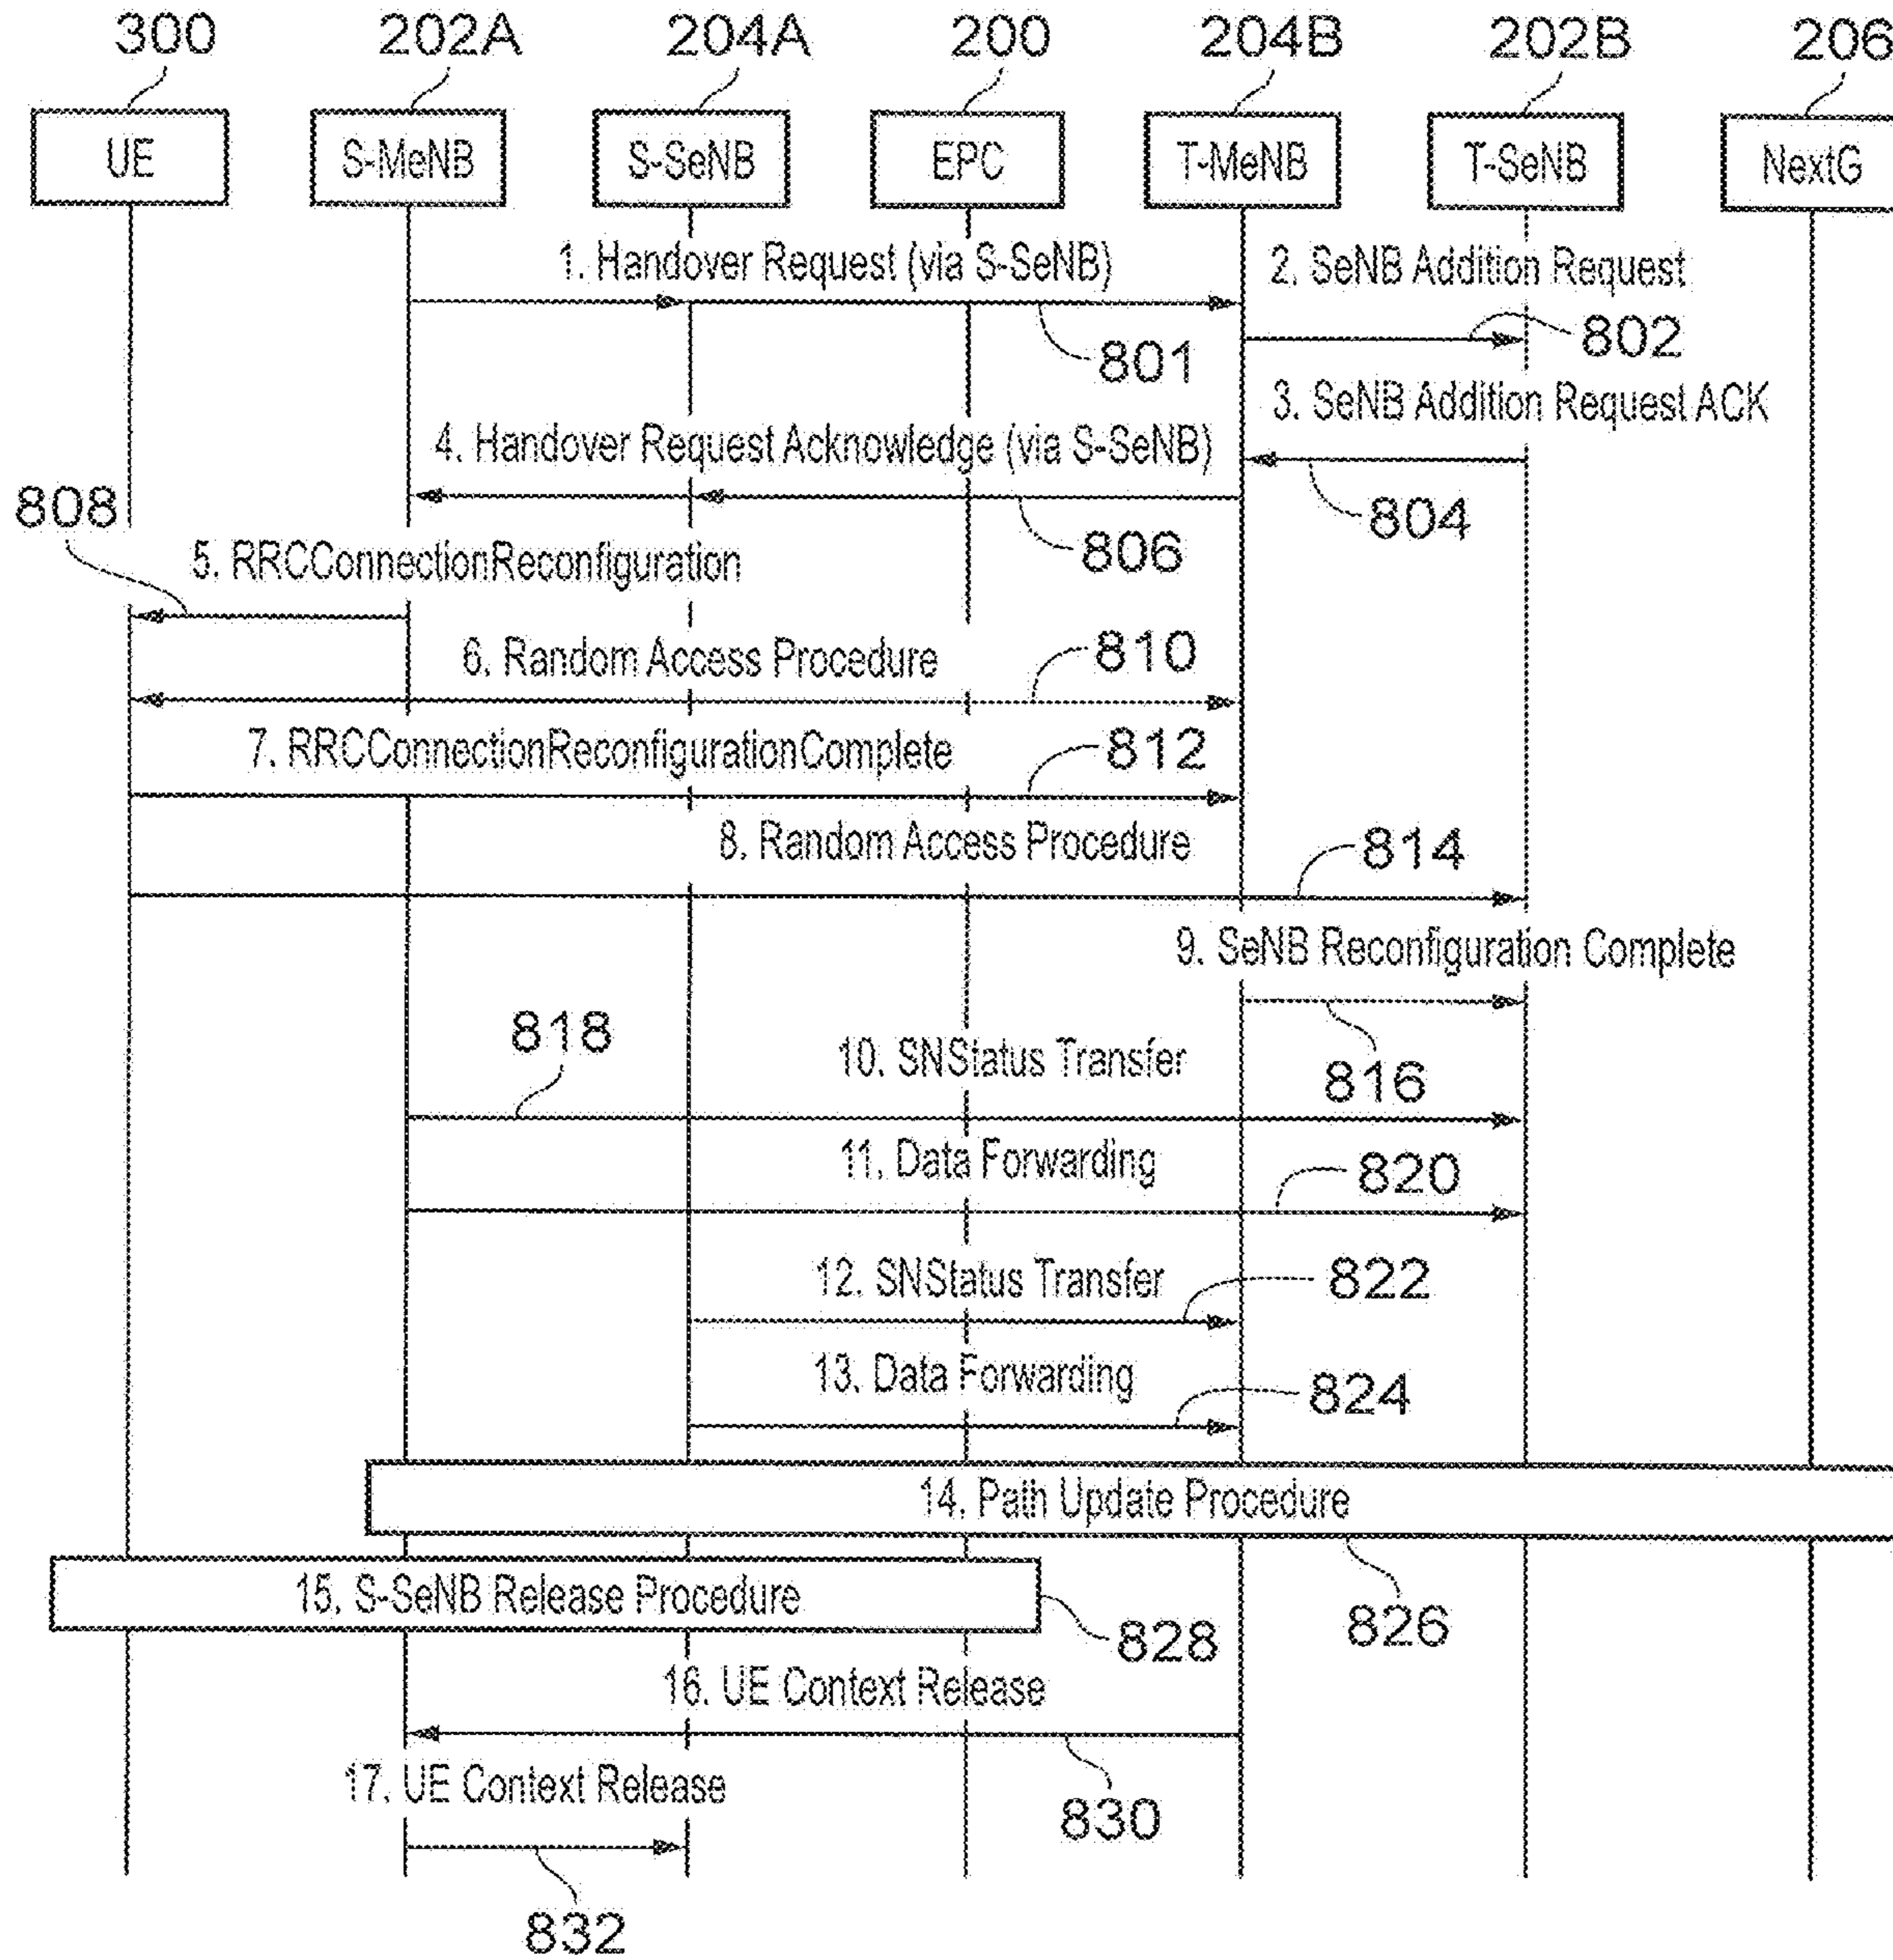 300 202A 204A 200 204B 202B 206
UE S-MeNB S-SeNB EPC T-MeNB T-SeNB NextG
1. Handover Request (via S-SeNB)
2. SeNB Addition Request
802
801
3. SeNB Addition Request ACK
4. Handover Request Acknowledge (via S-SeNB)
808
804
806
5. RRCConnectionReconfiguration
6. Random Access Procedure
810
7. RRCConnectionReconfigurationComplete
812
8. Random Access Procedure
814
9. SeNB Reconfiguration Complete
818
10. SNStatus Transfer
816
11. Data Forwarding
820
12. SNStatus Transfer
822
13. Data Forwarding
824
14. Path Update Procedure
15. S-SeNB Release Procedure
826
828
16. UE Context Release
17. UE Context Release
830
832